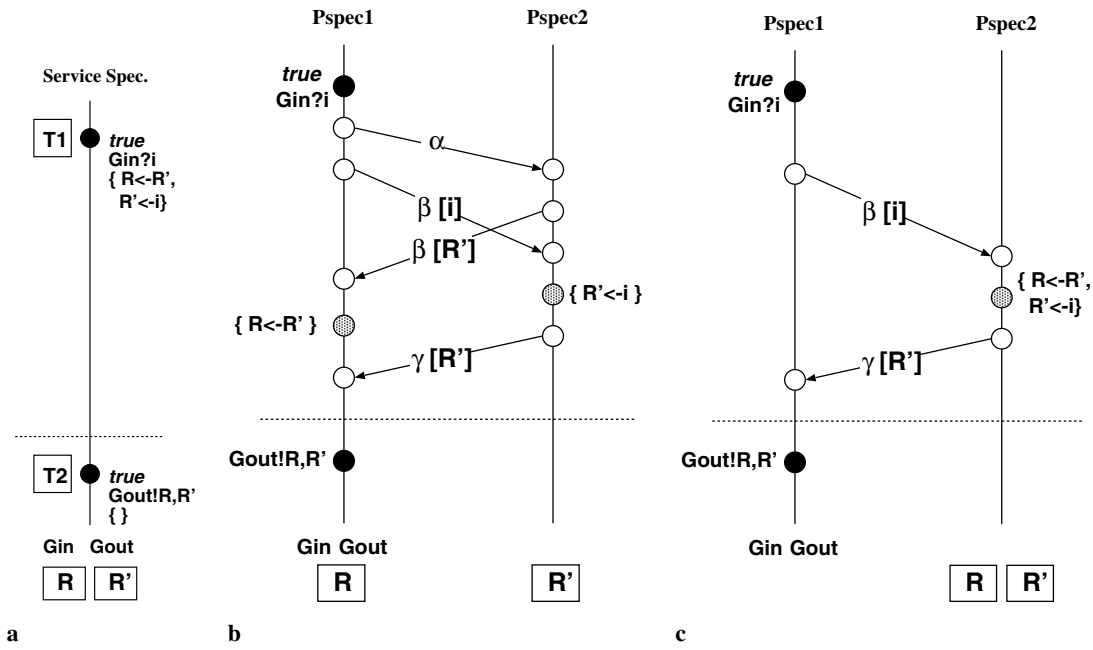 Service Spec.
T1
true
Gin?i
{ R<-R’,
R’<-i}
T2
true
Gout!R,R’
{ }
Gin Gout
R R’
a
Pspec1 Pspec2
true
Gin?i
α
β [i]
β [R’]
{ R’<-i }
{ R<-R’ }
γ [R’]
Gout!R,R’
Gin Gout
R R’
b
Pspec1 Pspec2
true
Gin?i
β [i]
{ R<-R’,
R’<-i}
γ [R’]
Gout!R,R’
Gin Gout
R R’
c